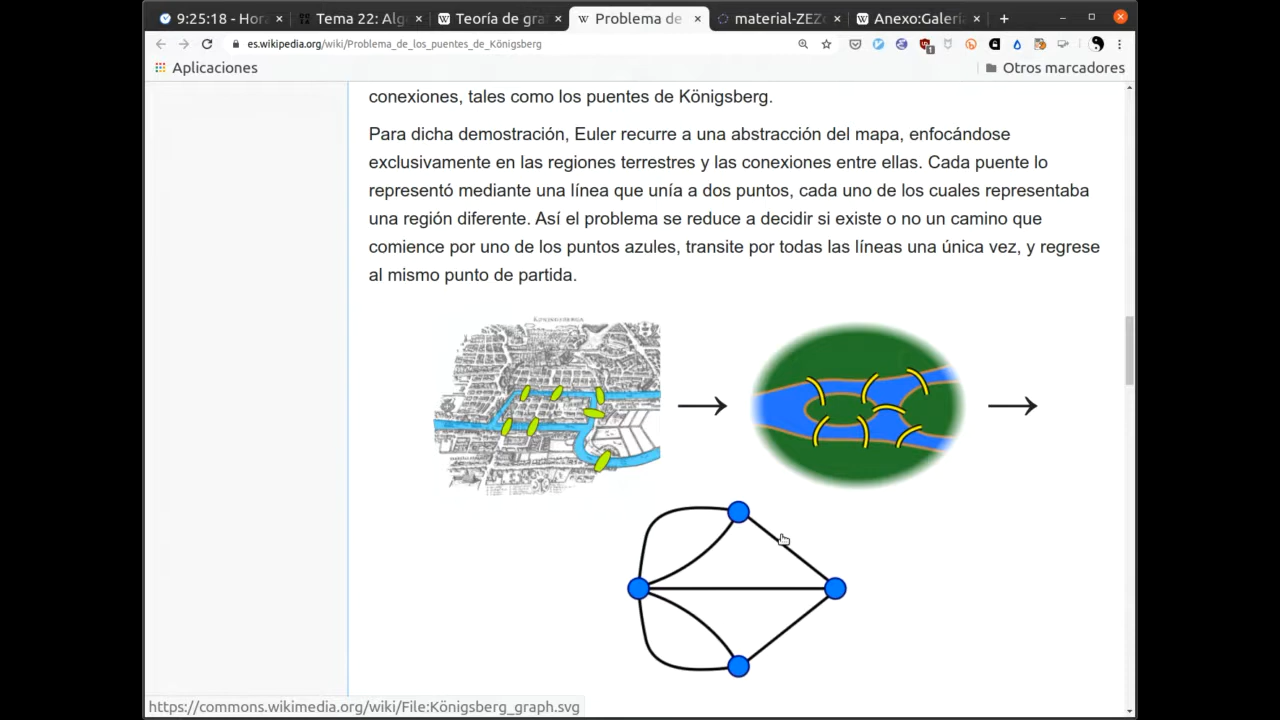 9:25:18 - Hora
Tema 22: Alg
Teoría de gra
Problema de
material-ZEZ
Anexo:Galerí
es.wikipedia.org/wiki/Problema_de_los_puentes_de_Königsberg
Aplicaciones
Otros marcadores
conexiones, tales como los puentes de Königsberg.
Para dicha demostración, Euler recurre a una abstracción del mapa, enfocándose
exclusivamente en las regiones terrestres y las conexiones entre ellas. Cada puente lo
representó mediante una línea que unía a dos puntos, cada uno de los cuales representaba
una región diferente. Así el problema se reduce a decidir si existe o no un camino que
comience por uno de los puntos azules, transite por todas las líneas una única vez, y regrese
al mismo punto de partida.
https://commons.wikimedia.org/wiki/File:Königsberg_graph.svg